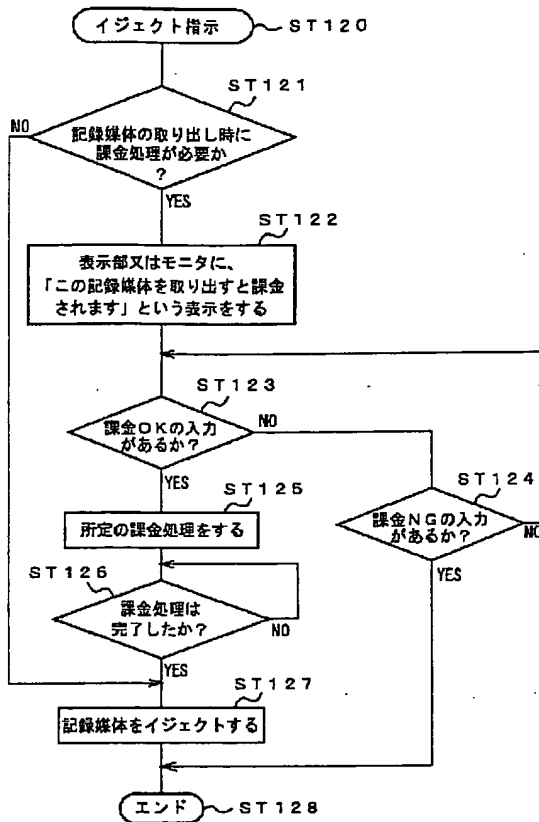 イジェクト指示
ST120
ST121
記録媒体の取り出し時に
課金処理が必要か
?
NO
YES
ST122
表示部又はモニタに、
「この記録媒体を取り出すと課金
されます」という表示をする
ST123
課金OKの入力
があるか?
NO
YES
ST124
課金NGの入力
があるか?
NO
YES
ST125
所定の課金処理をする
ST126
課金処理は
完了したか?
NO
YES
ST127
記録媒体をイジェクトする
エンド
ST128